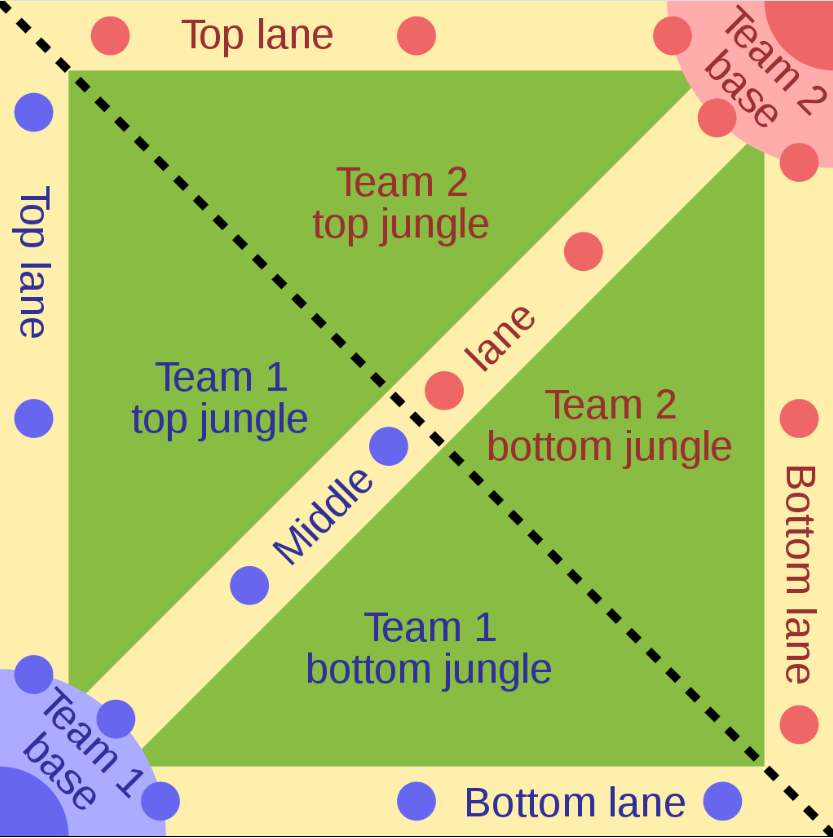 Top lane
Team 2
base
Top lane
Team 2
top jungle
lane
Team 1
top jungle
Team 2
bottom jungle
Middle
Bottom lane
Team 1
bottom jungle
Team 1
base
Bottom lane